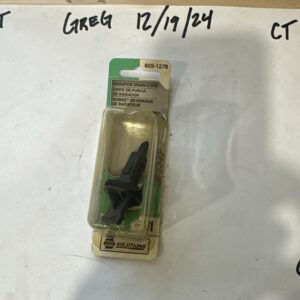 T GREG 12/19/24 CT
605-1278
RADIATOR DRAIN COCK
GRIFO DE PURGA
DE RADIADOR
ROBINET DE VIDANGE
DE RADIATEUR
SOLUTIONS